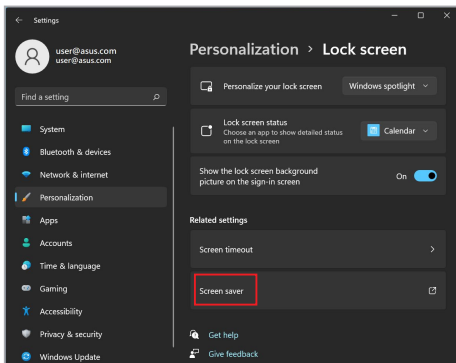 Settings
user@asus.com
user@asus.com
Find a setting
System
Bluetooth & devices
Network & internet
Personalization
Apps
Accounts
Time & language
Gaming
Accessibility
Privacy & security
Windows Update
Personalization > Lock screen
Personalize your lock screen
Windows spotlight
Lock screen status
Choose an app to show detailed status
on the lock screen
Calendar
Show the lock screen background
picture on the sign-in screen
On
Related settings
Screen timeout
Screen saver
Get help
Give feedback